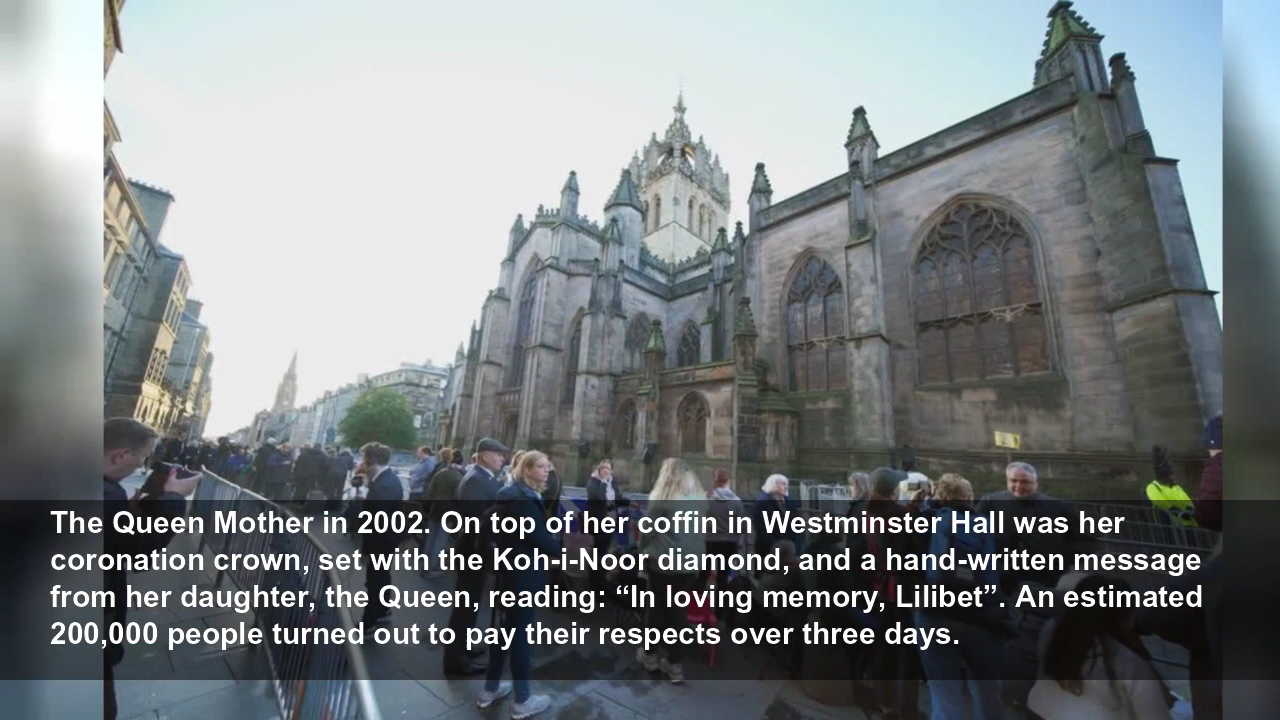 The Queen Mother in 2002. On top of her coffin in Westminster Hall was her
coronation crown, set with the Koh-i-Noor diamond, and a hand-written message
from her daughter, the Queen, reading: “In loving memory, Lilibet”. An estimated
200,000 people turned out to pay their respects over three days.